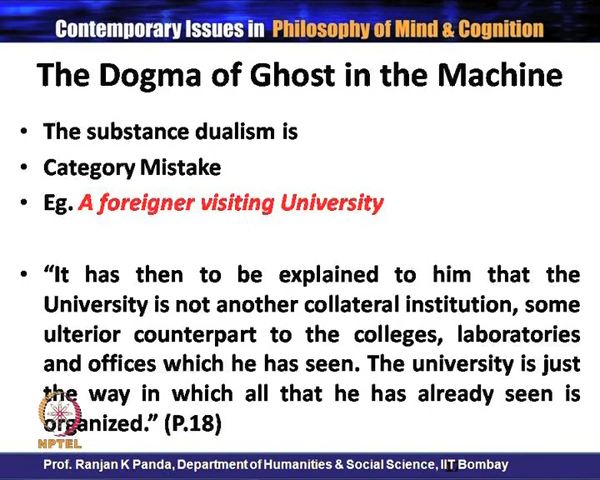 Contemporary Issues in Philosophy of Mind & Cognition
The Dogma of Ghost in the Machine
• The substance dualism is
• Category Mistake
• Eg. A foreigner visiting University
• “It has then to be explained to him that the
University is not another collateral institution, some
ulterior counterpart to the colleges, laboratories
and offices which he has seen. The university is just
the way in which all that he has already seen is
organized.” (P.18)
NPTEL
Prof. Ranjan K Panda, Department of Humanities & Social Science, IIT Bombay